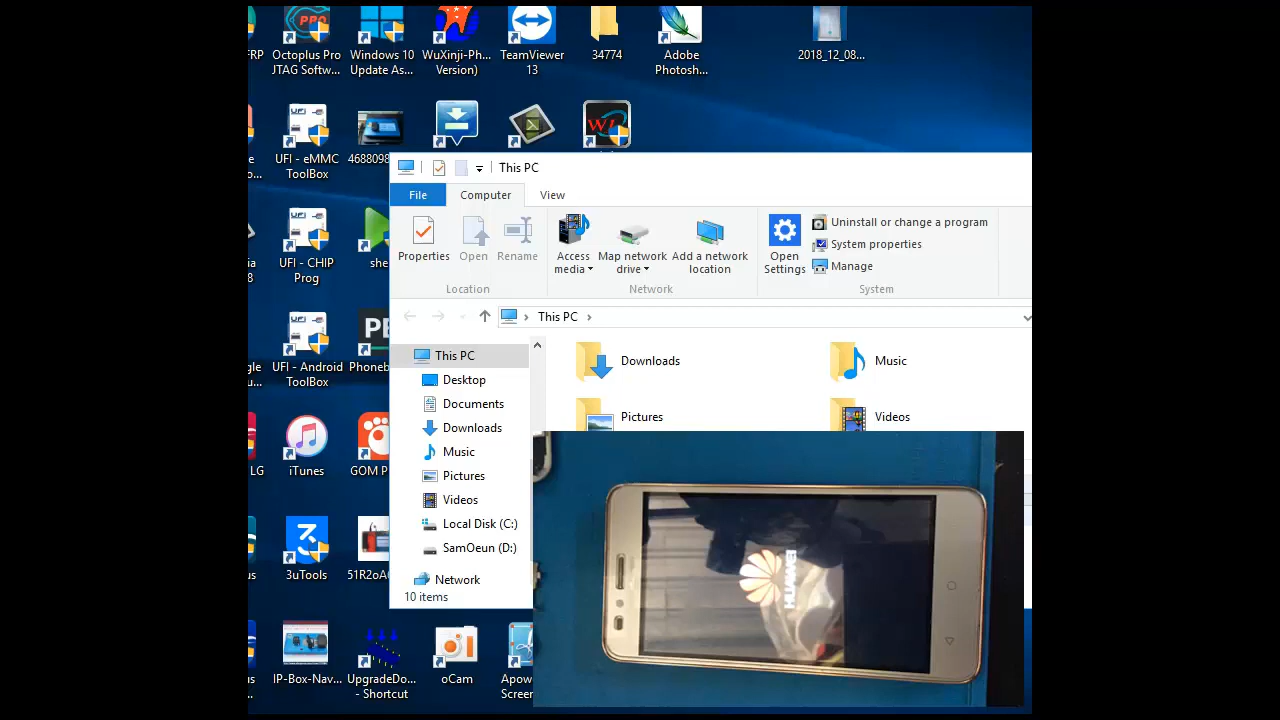 FRP
Octoplus Pro
JTAG Softw...
Windows 10
Update As...
WuXinji-Ph...
Version)
TeamViewer
13
34774
Adobe
Photosh...
2018_12_08...
UFI - eMMC
ToolBox
4688098
This PC
File
Computer
View
Properties
Open
Rename
Access
media
Map network
drive
Add a network
location
Open
Settings
Uninstall or change a program
System properties
Manage
Location
Network
System
UFI - CHIP
Prog
she
This PC
UFI - Android
ToolBox
Phoneb
This PC
Desktop
Documents
Downloads
Music
Pictures
Videos
Local Disk (C:)
SamOeun (D:)
Network
10 items
Downloads
Music
Pictures
Videos
LG
iTunes
GOM P
3uTools
51R2oA
HUAWEI
IP-Box-Nav...
UpgradeDo...
- Shortcut
oCam
Apow
Screen